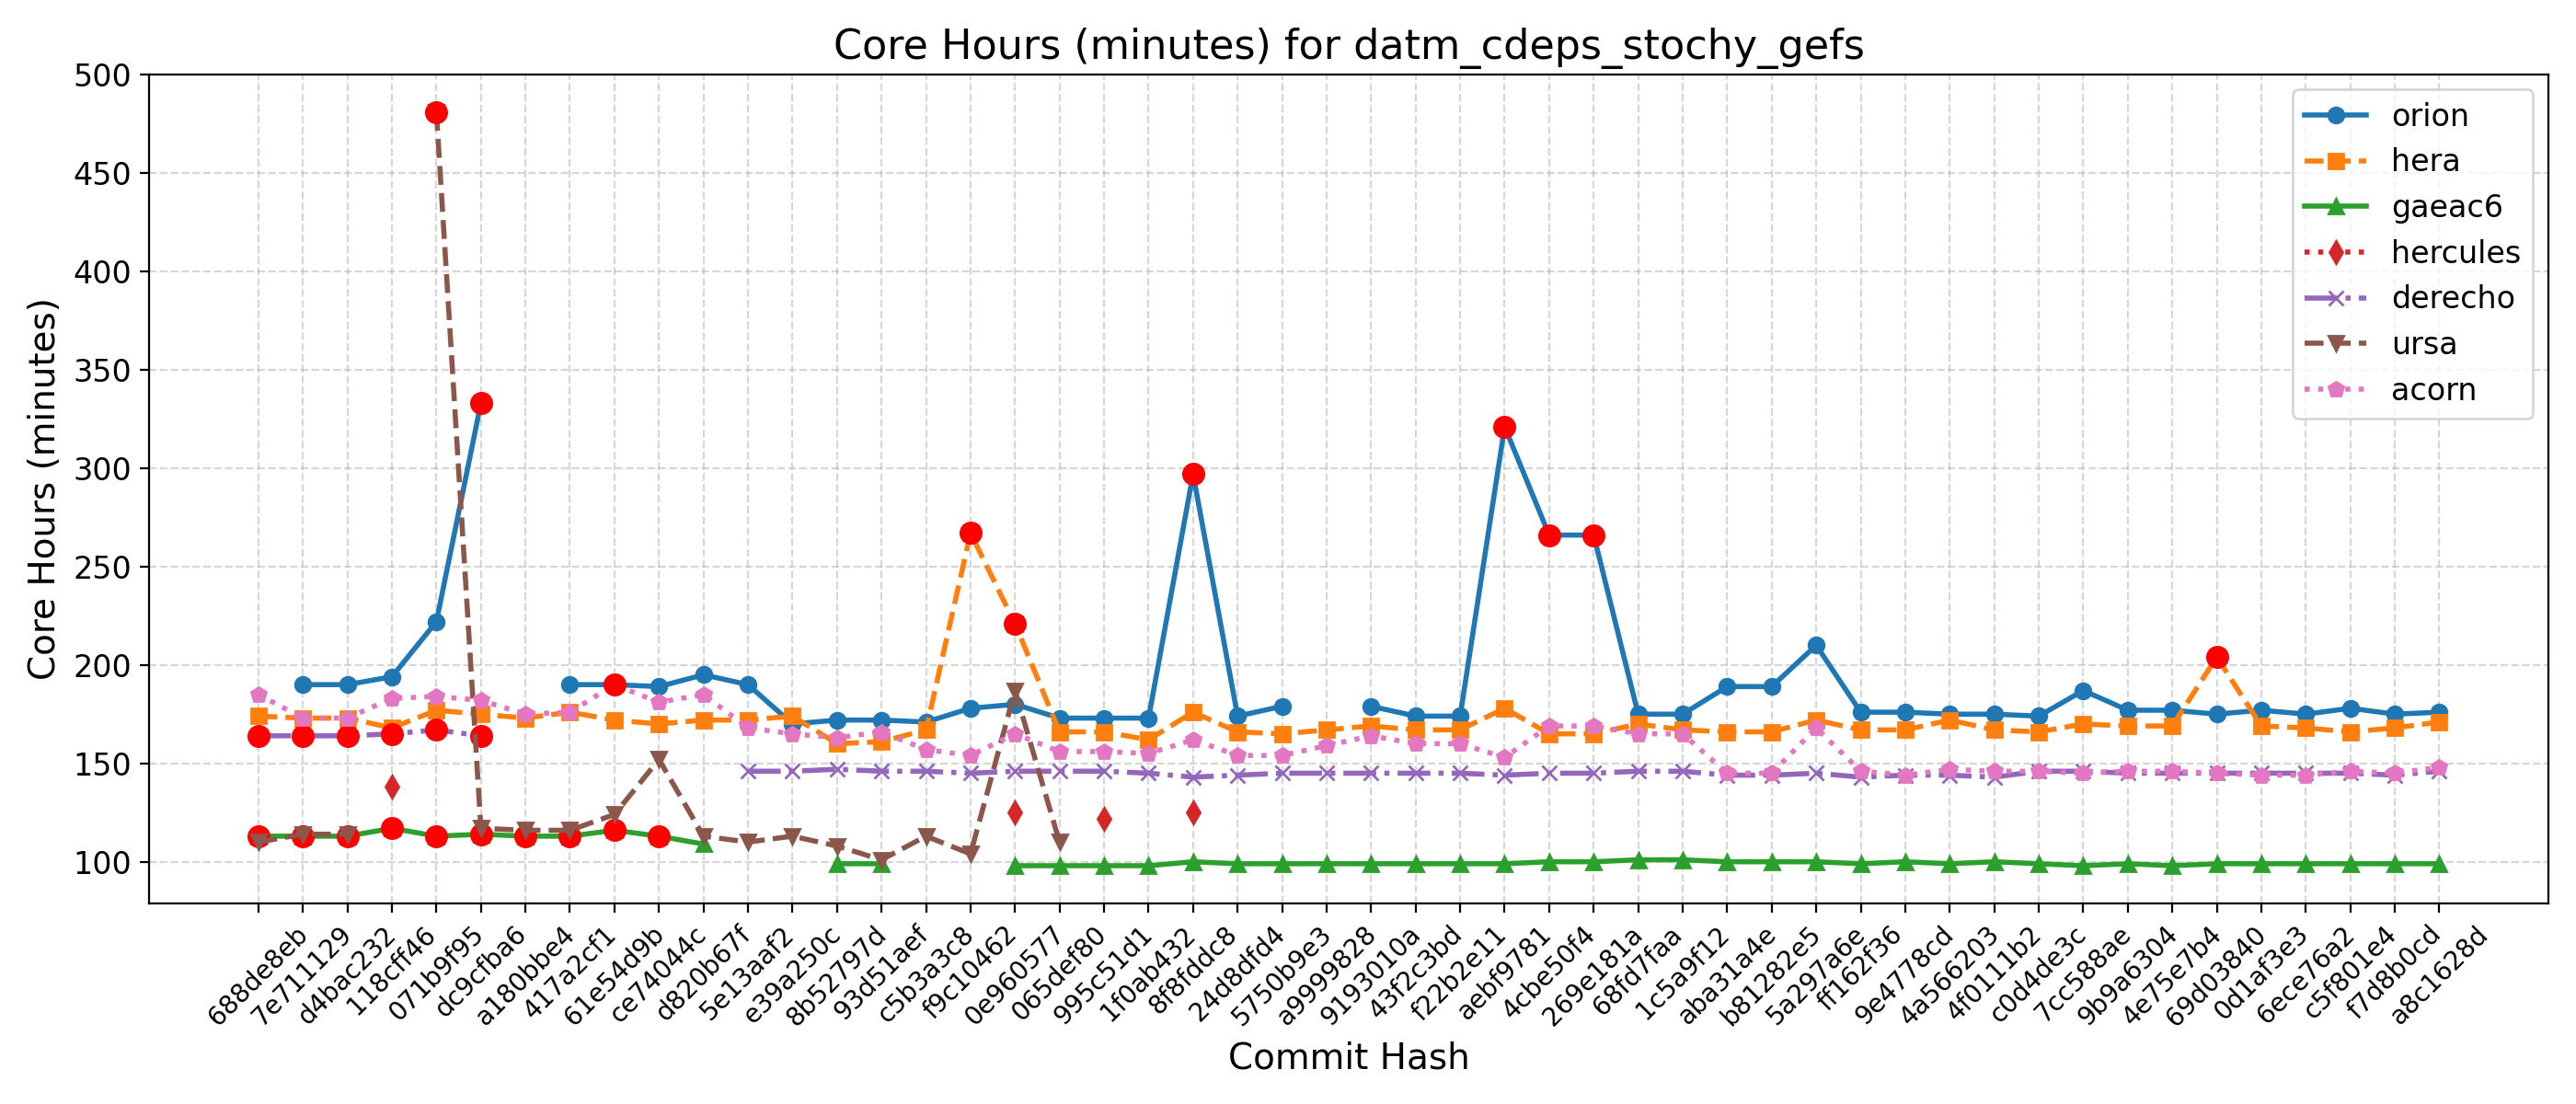 Core Hours (minutes) for datm_cdeps_stochy_gefs
Core Hours (minutes)
500
450
400
350
300
250
200
150
100
orion
hera
gaeac6
hercules
derecho
ursa
acorn
688de8eb
7e711129
d4bac232
118cff46
071b9f95
dc9cfba6
a180bbe4
417a2cf1
61e54d9b
ce74044c
d820b67f
5e13aaf2
e39a250c
8b52797d
93d51aef
c5b3a3c8
f9c10462
0e960577
065def80
995c51d1
1f0ab432
8f8fddc8
24d8dfd4
5750b9e3
a9999828
9193010a
43f2c3bd
f22b2e11
aebf9781
4cbe50f4
269e181a
68fd7faa
1c5a9f12
aba31a4e
b81282e5
5a297a6e
ff162f36
9e4778cd
4a566203
4f0111b2
c0d4de3c
7cc588ae
9b9a6304
4e75e7b4
69d03840
0d1af3e3
6ece76a2
c5f801e4
f7d8b0cd
a8c1628d
Commit Hash